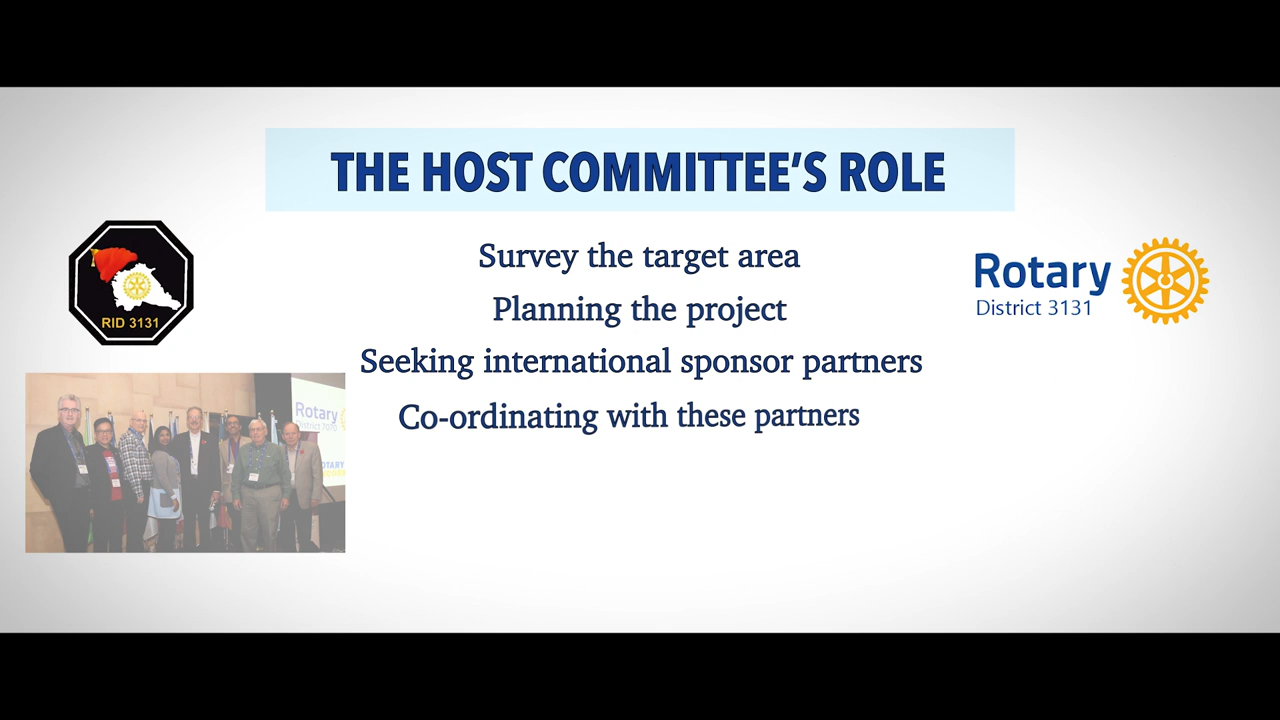 THE HOST COMMITTEE'S ROLE
Survey the target area
Planning the project
Seeking international sponsor partners
Co-ordinating with these partners
RID 3131
Rotary
District 3131
Rotary
District 7070